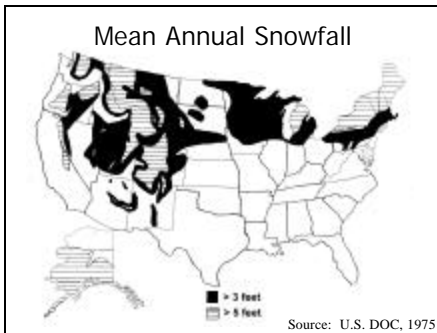 Mean Annual Snowfall
> 3 feet
> 5 feet
Source: U.S. DOC, 1975